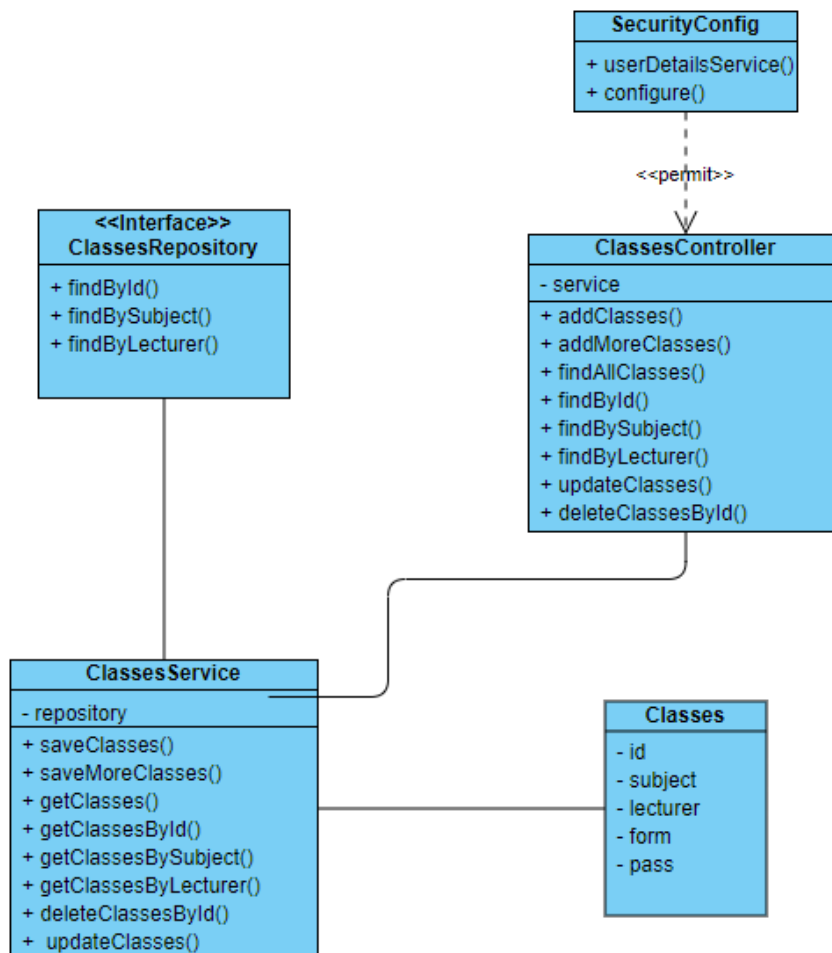 SecurityConfig
+ userDetailsService()
+ configure()
<<permit>>
<<Interface>>
ClassesRepository
+ findById()
+ findBySubject()
+ findByLecturer()
ClassesController
- service
+ addClasses()
+ addMoreClasses()
+ findAllClasses()
+ findById()
+ findBySubject()
+ findByLecturer()
+ updateClasses()
+ deleteClassesById()
ClassesService
- repository
+ saveClasses()
+ saveMoreClasses()
+ getClasses()
+ getClassesById()
+ getClassesBySubject()
+ getClassesByLecturer()
+ deleteClassesById()
+ updateClasses()
Classes
- id
- subject
- lecturer
- form
- pass